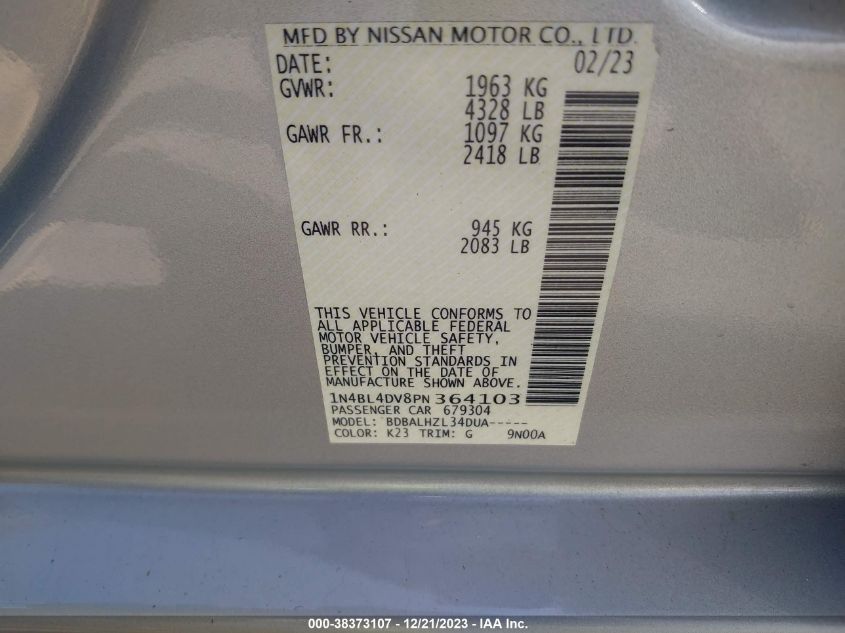 MFD BY NISSAN MOTOR CO., LTD.
DATE: 02/23
GVWR: 1963 KG
4328 LB
GAWR FR.: 1097 KG
2418 LB
GAWR RR.: 945 KG
2083 LB
THIS VEHICLE CONFORMS TO
ALL APPLICABLE FEDERAL
MOTOR VEHICLE SAFETY,
BUMPER, AND THEFT
PREVENTION STANDARDS IN
EFFECT ON THE DATE OF
MANUFACTURE SHOWN ABOVE.
1N4BL4DV8PN 364103
PASSENGER CAR 679304
MODEL: BDBALHZL34DUA-----
COLOR: K23 TRIM: G 9N00A
000-38373107 - 12/21/2023 - IAA Inc.